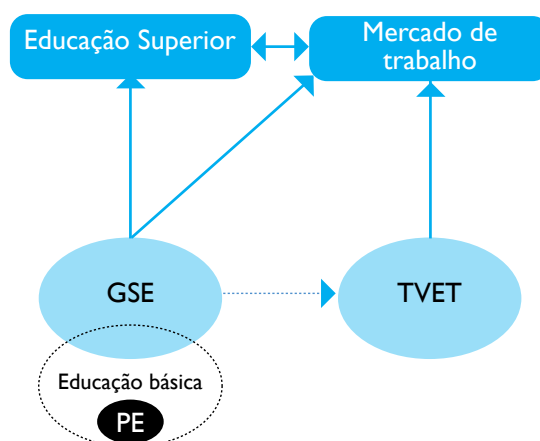 Educação Superior
Mercado de
trabalho
GSE
TVET
Educação básica
PE